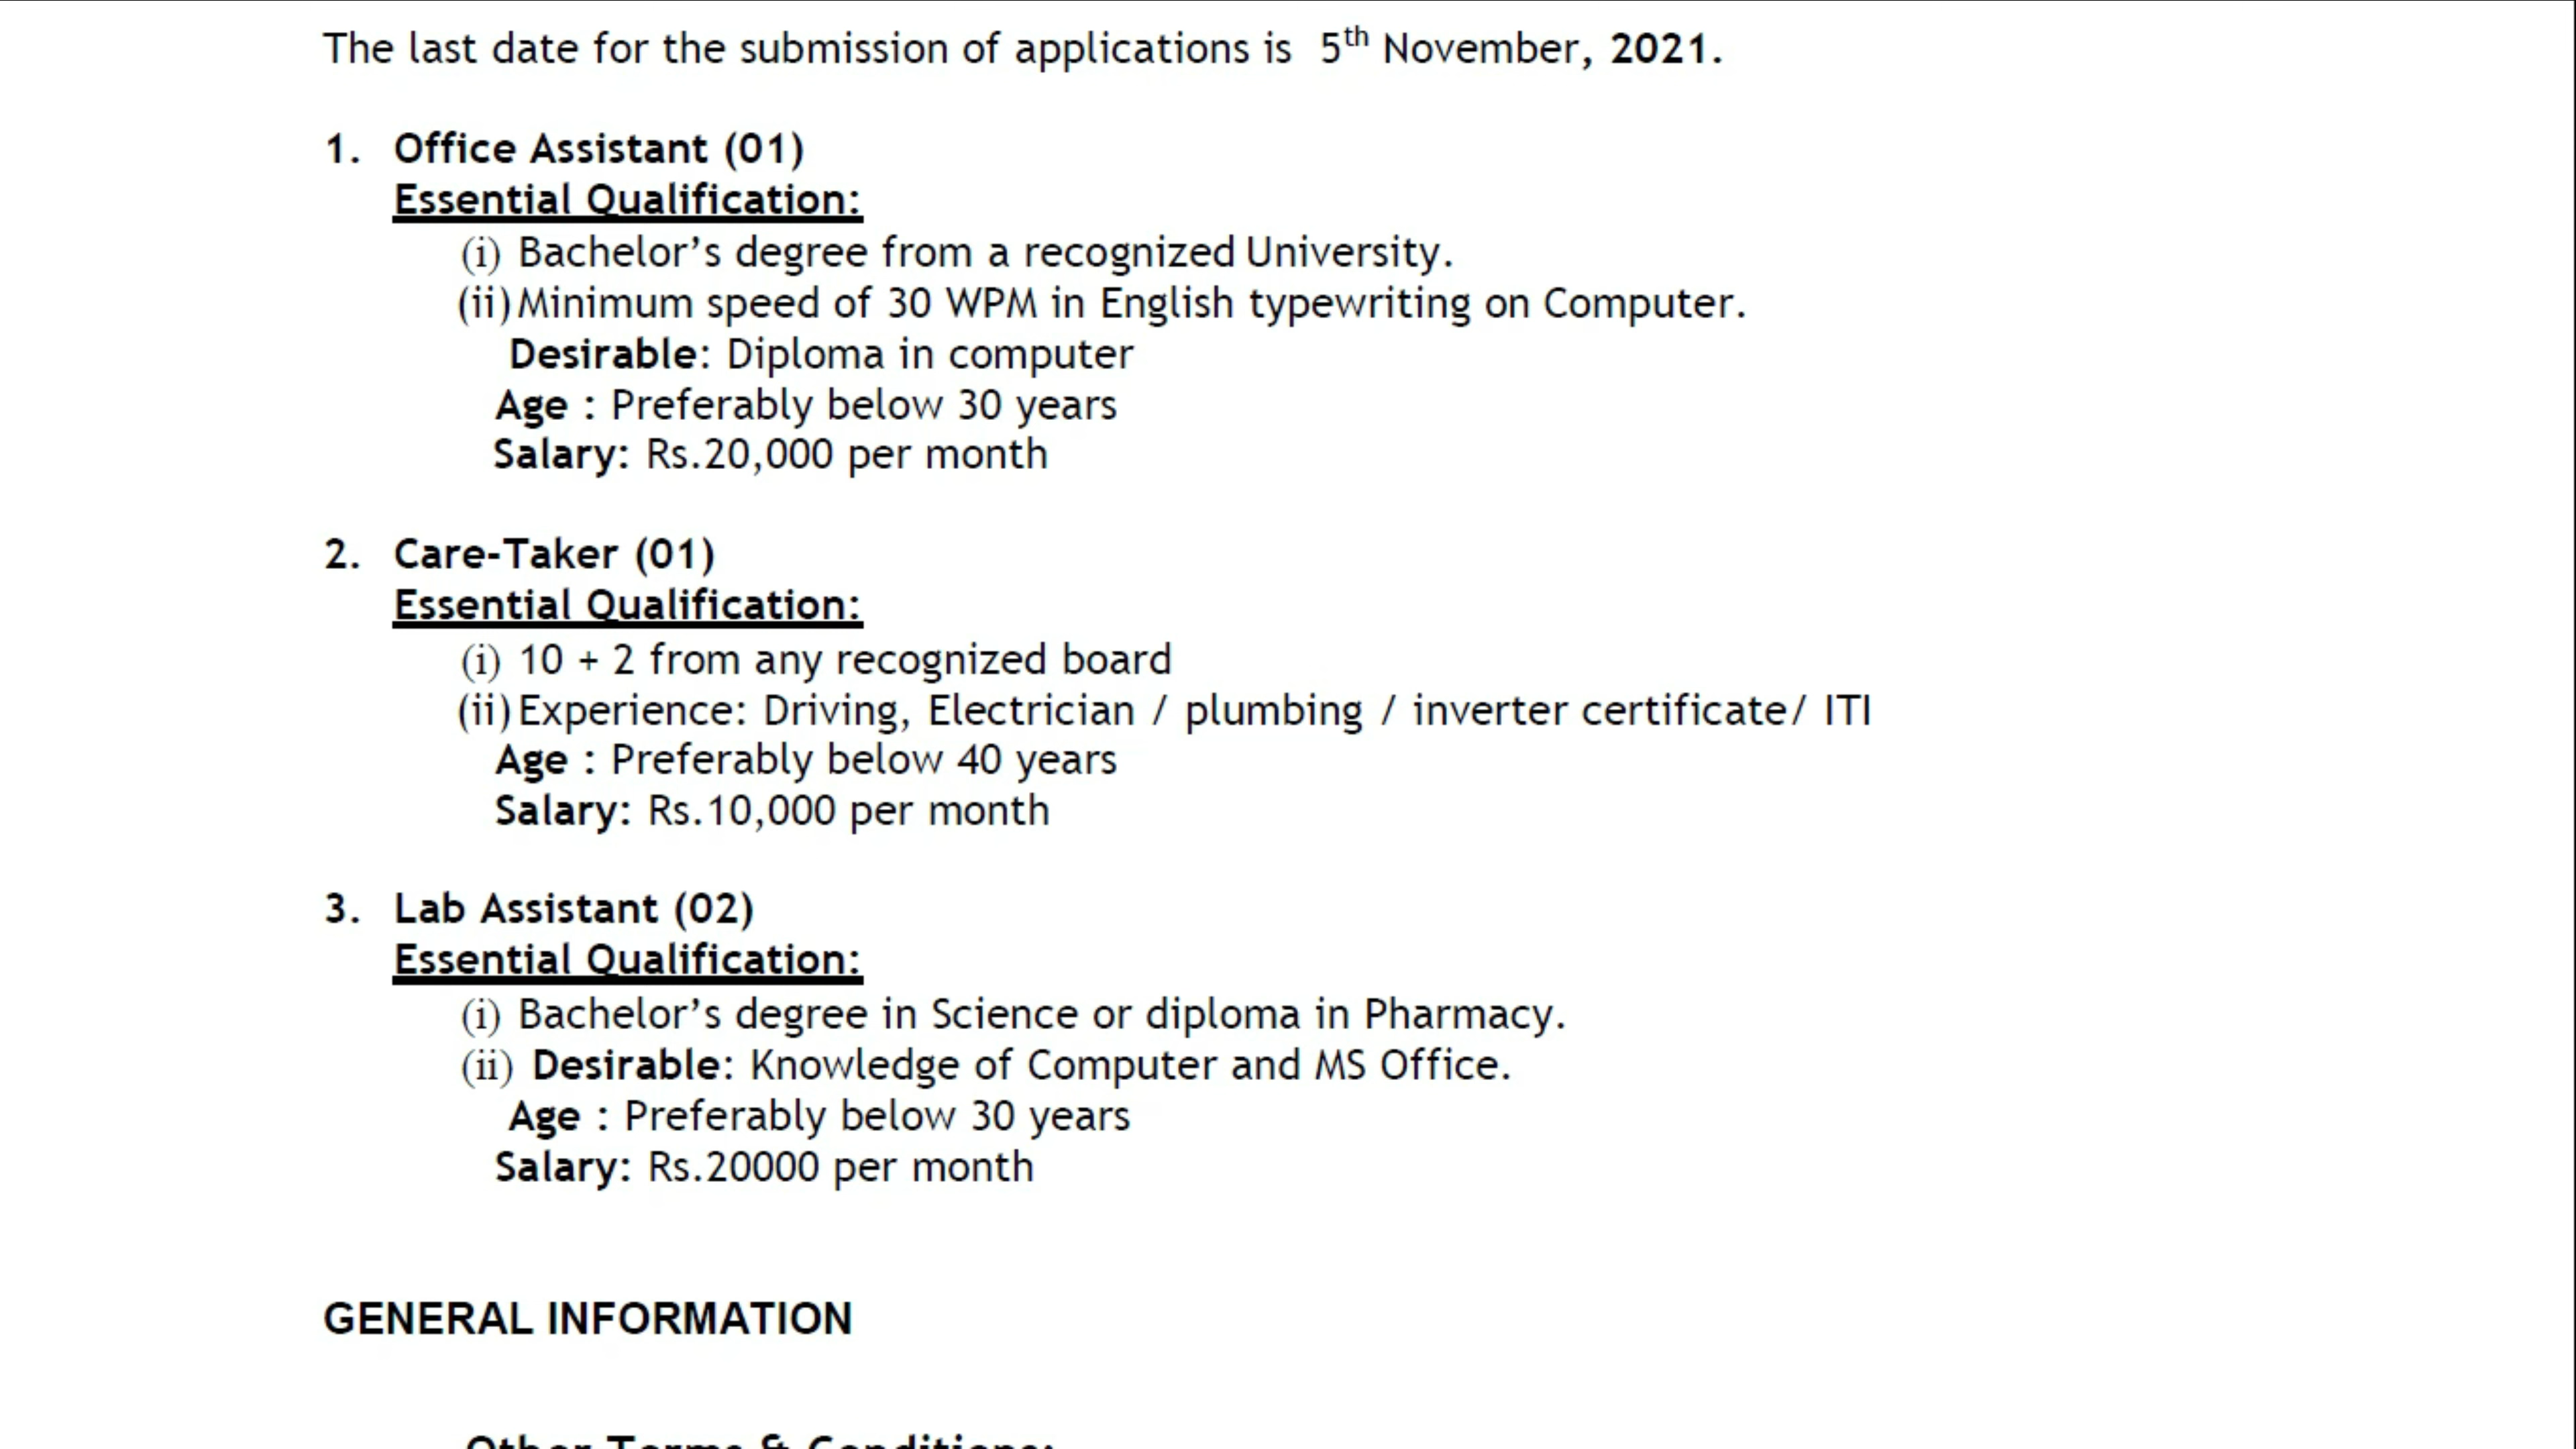 The last date for the submission of applications is 5th November, 2021.
1. Office Assistant (01)
Essential Qualification:
(i) Bachelor’s degree from a recognized University.
(ii) Minimum speed of 30 WPM in English typewriting on Computer.
Desirable: Diploma in computer
Age : Preferably below 30 years
Salary: Rs.20,000 per month
2. Care-Taker (01)
Essential Qualification:
(i) 10 + 2 from any recognized board
(ii) Experience: Driving, Electrician / plumbing / inverter certificate/ ITI
Age : Preferably below 40 years
Salary: Rs.10,000 per month
3. Lab Assistant (02)
Essential Qualification:
(i) Bachelor’s degree in Science or diploma in Pharmacy.
(ii) Desirable: Knowledge of Computer and MS Office.
Age : Preferably below 30 years
Salary: Rs.20000 per month
GENERAL INFORMATION
Other Terms & Conditions: